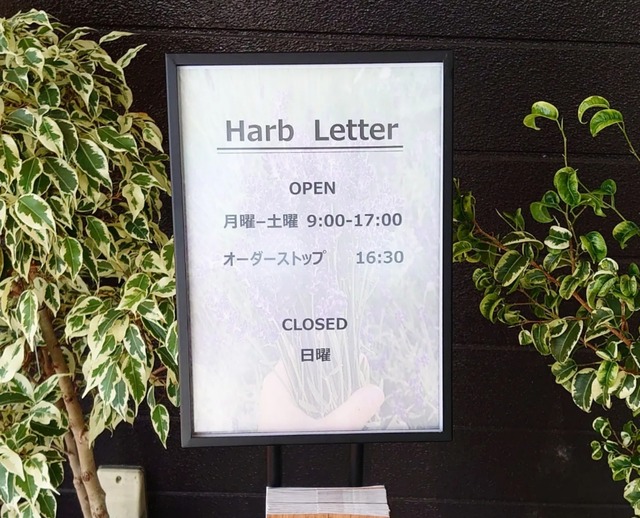 Harb Letter
OPEN
月曜−土曜 9:00-17:00
オーダーストップ 16:30
CLOSED
日曜